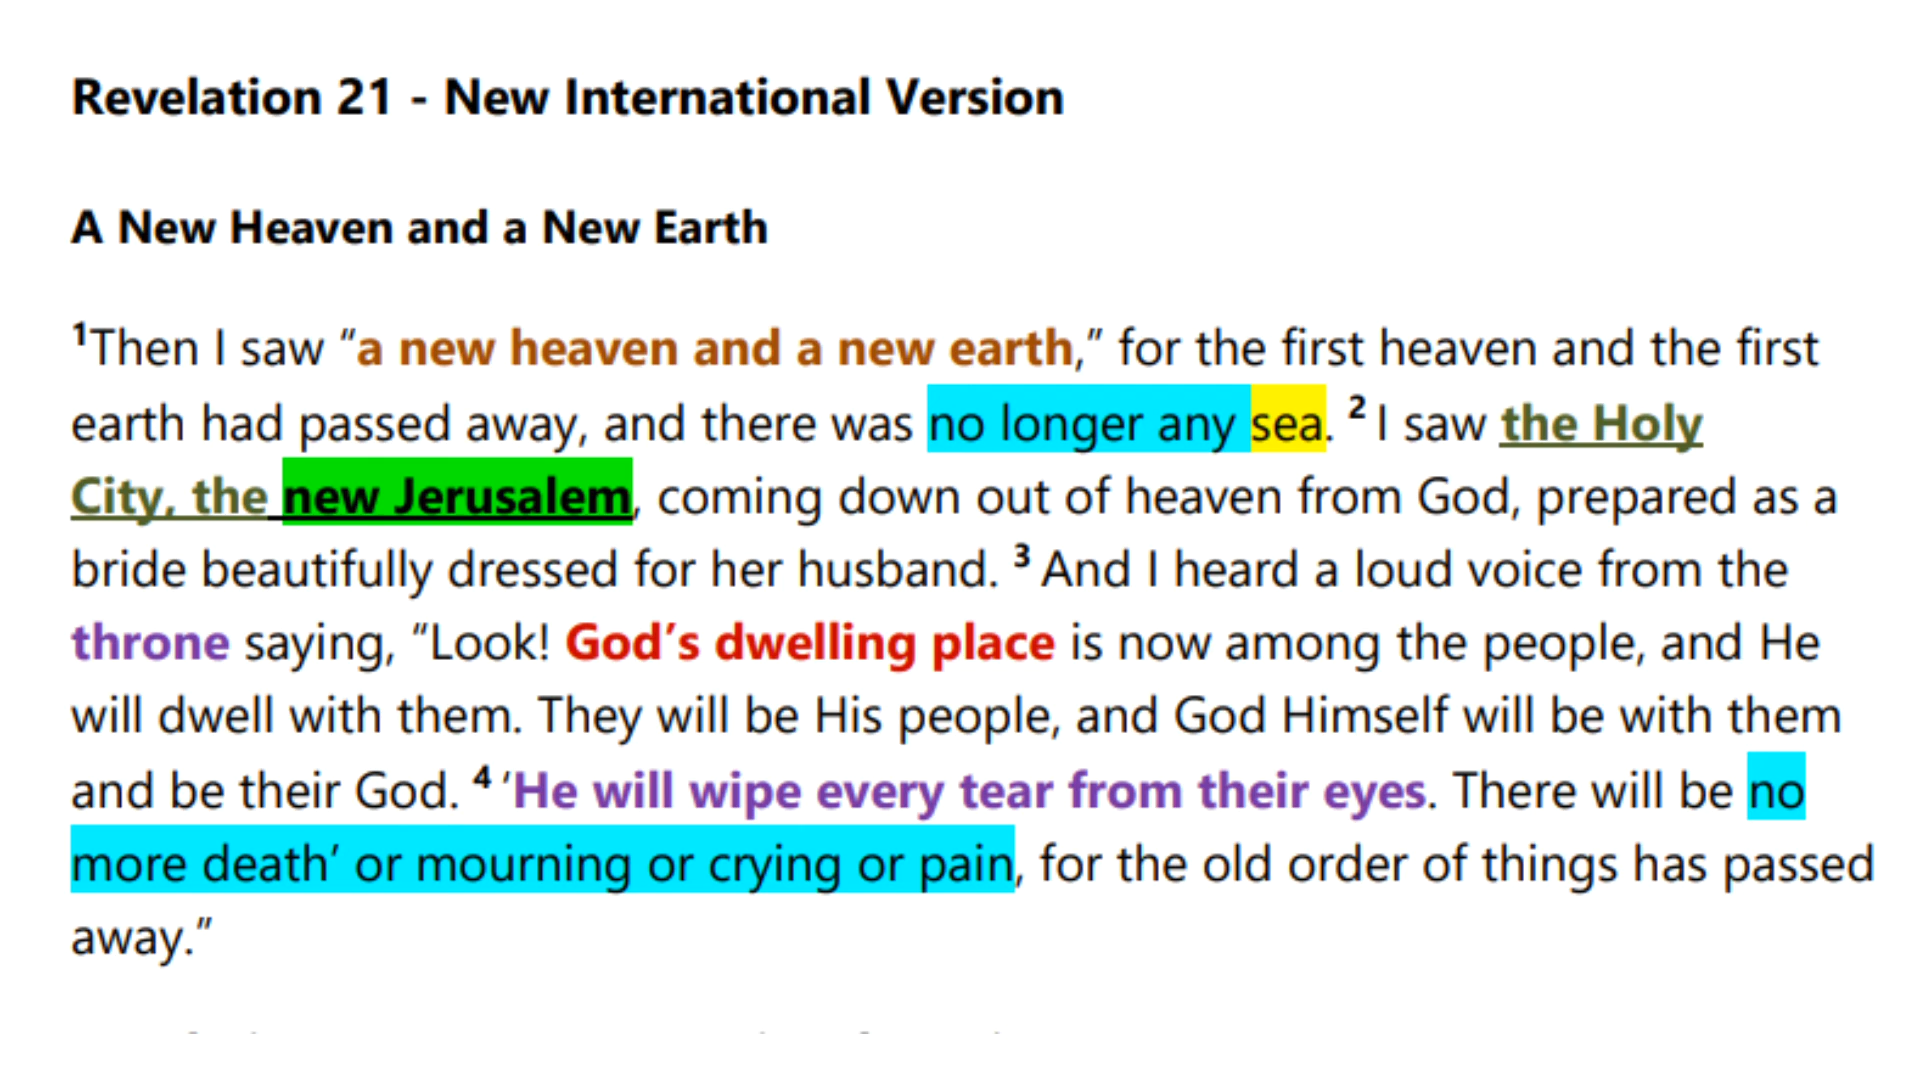 Revelation 21 - New International Version
A New Heaven and a New Earth
¹Then I saw “a new heaven and a new earth,” for the first heaven and the first
earth had passed away, and there was no longer any sea. ² I saw the Holy
City, the new Jerusalem, coming down out of heaven from God, prepared as a
bride beautifully dressed for her husband. ³ And I heard a loud voice from the
throne saying, “Look! God’s dwelling place is now among the people, and He
will dwell with them. They will be His people, and God Himself will be with them
and be their God. ⁴ ‘He will wipe every tear from their eyes. There will be no
more death’ or mourning or crying or pain, for the old order of things has passed
away.”